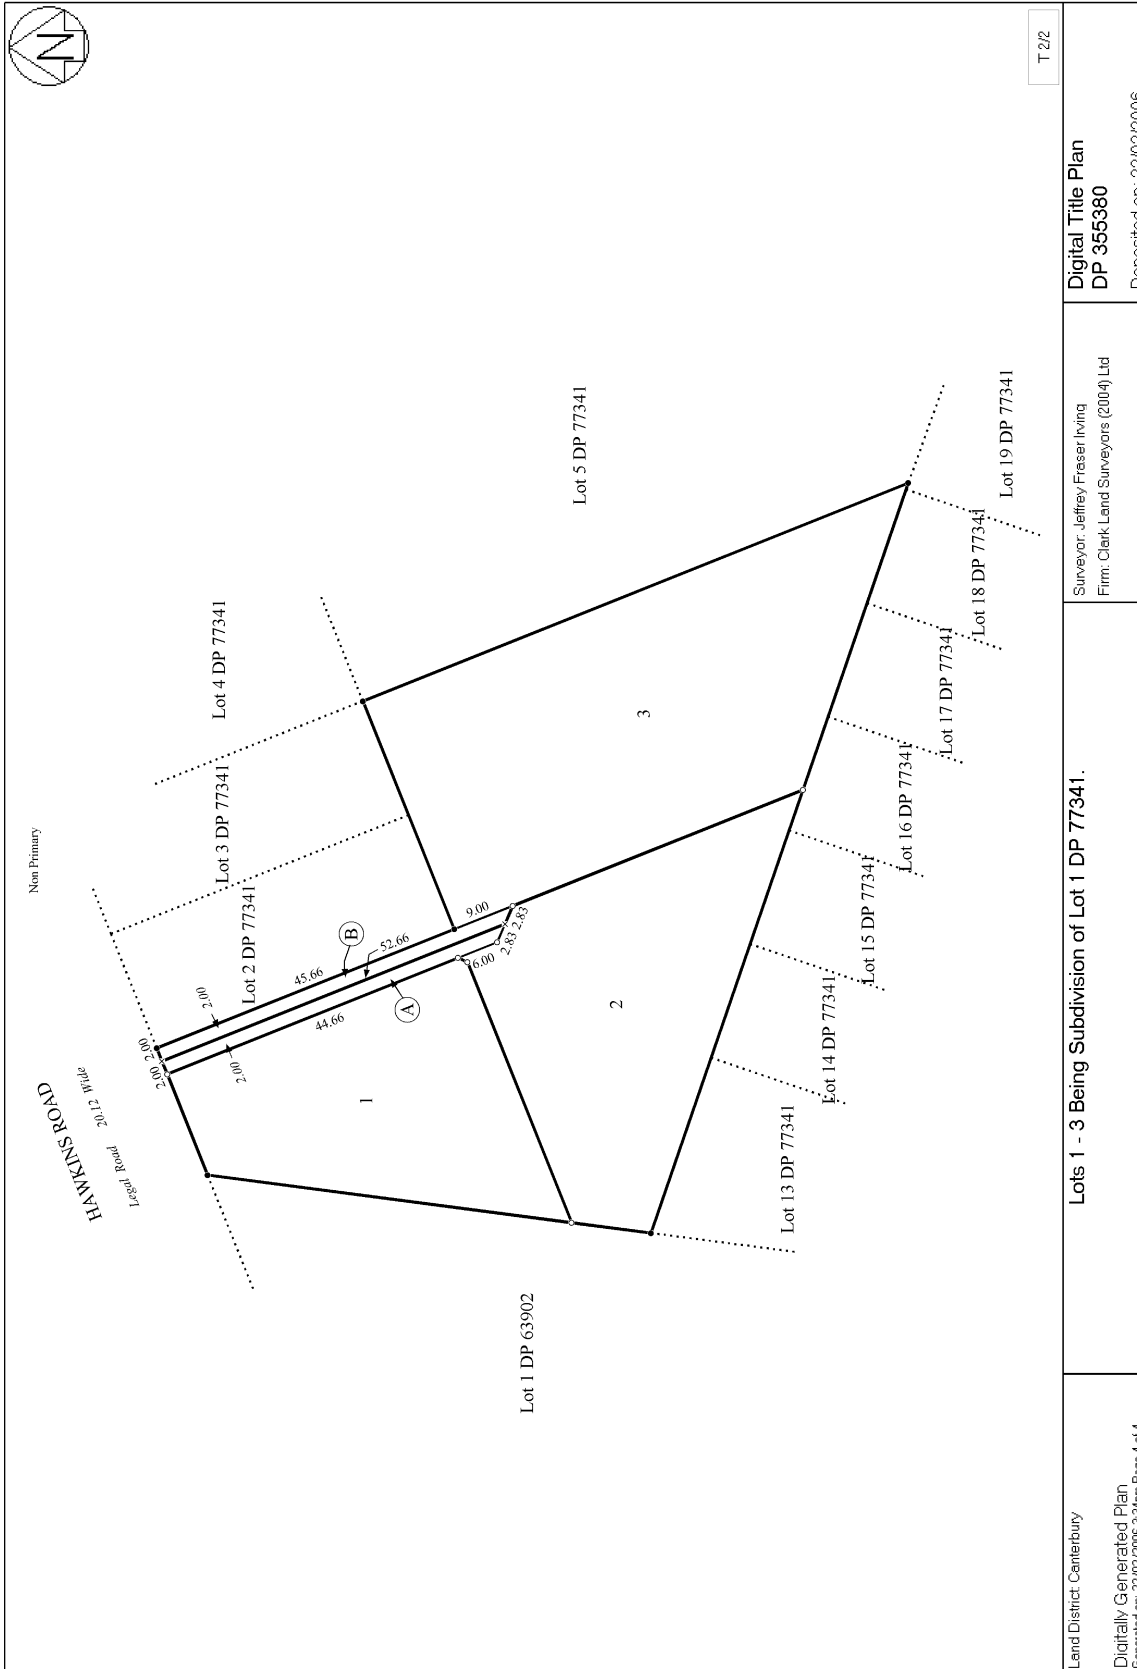 N
T 2/2
Non Primary
HAWKINS ROAD
Legal Road 20.12 Wide
Lot 4 DP 77341
Lot 3 DP 77341
Lot 2 DP 77341
Lot 5 DP 77341
2.00 2.00
2.00
2.00
45.66
52.66
44.66
B
A
9.00
6.00
2.83 2.83
1
2
3
Lot 1 DP 63902
Lot 13 DP 77341
Lot 14 DP 77341
Lot 15 DP 77341
Lot 16 DP 77341
Lot 17 DP 77341
Lot 18 DP 77341
Lot 19 DP 77341
Land District: Canterbury
Digitally Generated Plan
Lots 1 - 3 Being Subdivision of Lot 1 DP 77341.
Surveyor: Jeffrey Fraser Irving
Firm: Clark Land Surveyors (2004) Ltd
Digital Title Plan
DP 355380